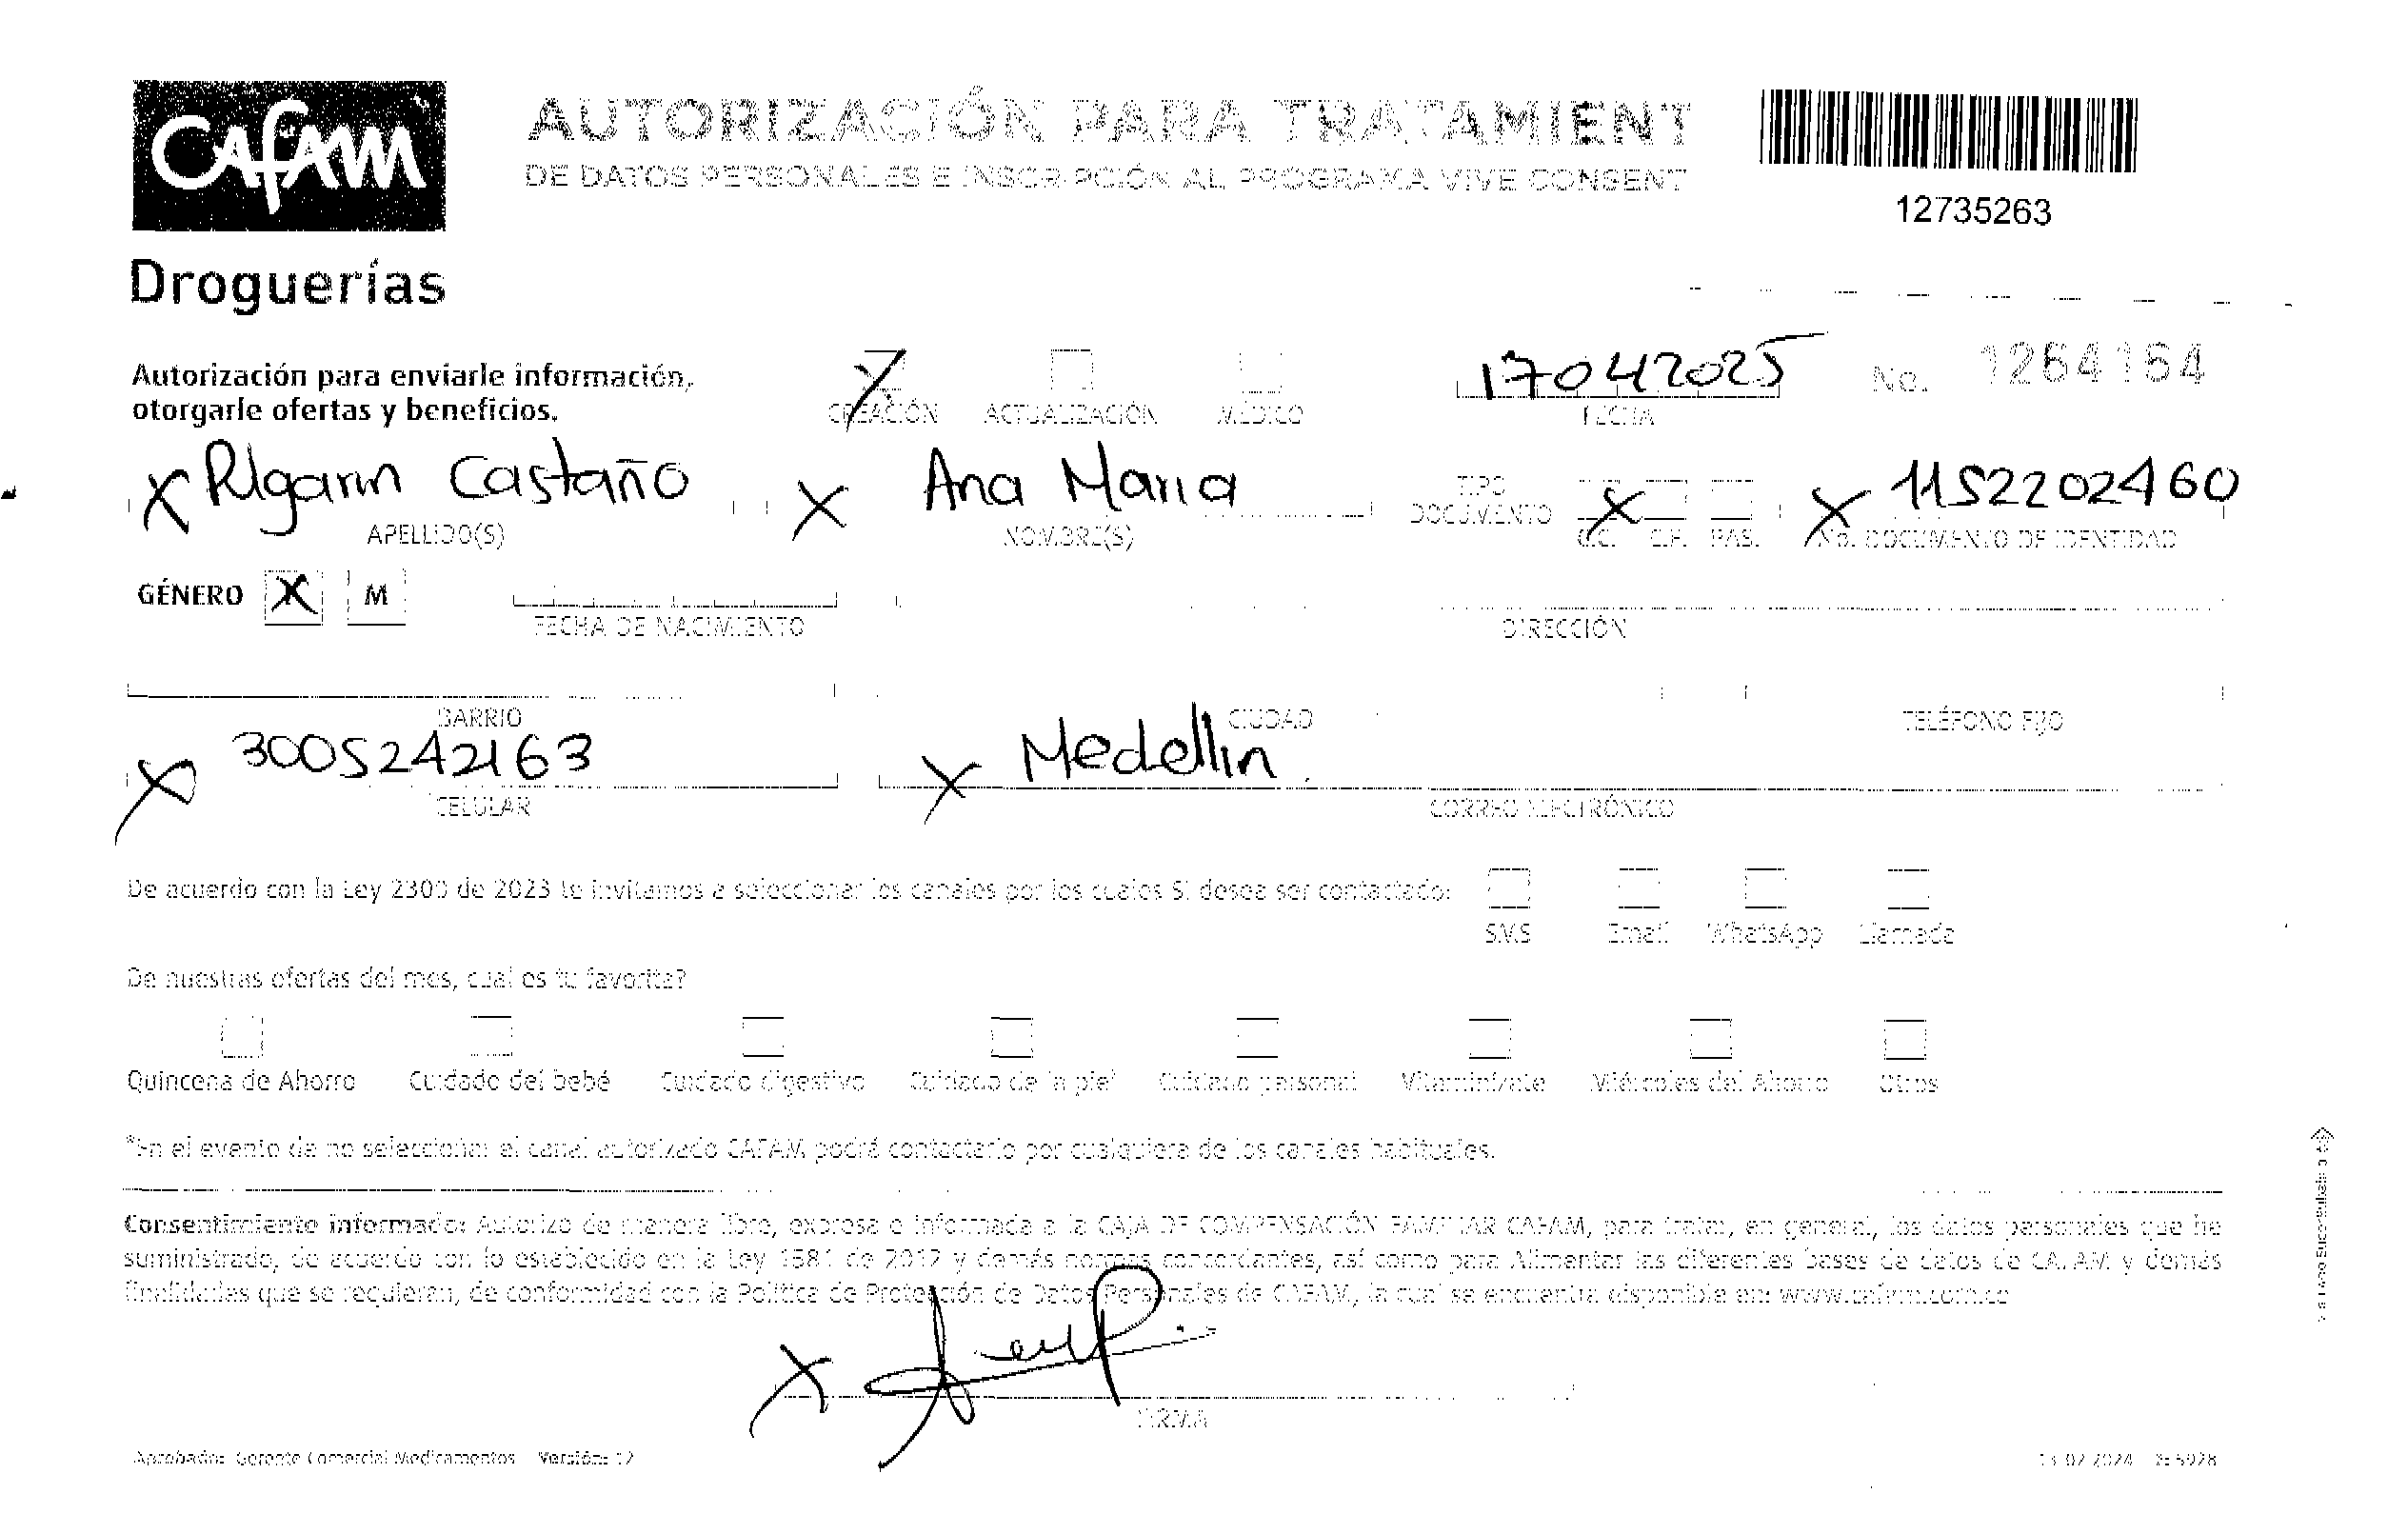 CAFAM
Droguerías
AUTORIZACIÓN PARA TRATAMIENT
DE DATOS PERSONALES E INSCRIPCIÓN AL PROGRAMA VIVE CONSENT
12735263
Autorización para enviarle información,
otorgarle ofertas y beneficios.
CREACIÓN ACTUALIZACIÓN MÉDICO
17042025
FECHA
No. 1264164
X Castaño X Ana Maria X X 1152202460
APELLIDO(S) NOMBRE(S) TIPO DOCUMENTO C.C. C.E. PAS. No. DOCUMENTO DE IDENTIDAD
GÉNERO X M
FECHA DE NACIMIENTO DIRECCIÓN
BARRIO CIUDAD TELÉFONO FIJO
X 3005242163 X Medellin
CELULAR CORREO ELECTRÓNICO
De acuerdo con la Ley 2300 de 2023 te invitamos a seleccionar los canales por los cuales SI desea ser contactado:
SMS Email WhatsApp Llamada
De nuestras ofertas del mes, cual es tu favorita?
Quincena de Ahorro Cuidado del bebé Cuidado digestivo Cuidado de la piel Cuidado personal Vitamínizate Miércoles del Ahorro Otros
*En el evento de no seleccionar el canal autorizado CAFAM podrá contactarlo por cualquiera de los canales habituales.
Consentimiento informado: Autorizo de manera libre, expresa e informada a la CAJA DE COMPENSACIÓN FAMILIAR CAFAM, para tratar, en general, los datos personales que he
suministrado, de acuerdo con lo establecido en la Ley 1581 de 2012 y demás normas concordantes, así como para Alimentar las diferentes bases de datos de CAFAM y demás
finalidades que se requieran, de conformidad con la Política de Protección de Datos Personales de CAFAM, la cual se encuentra disponible en: www.cafam.com.co
X
FIRMA
Aprobado: Gerente Comercial Medicamentos Versión: 12
13 02 2024